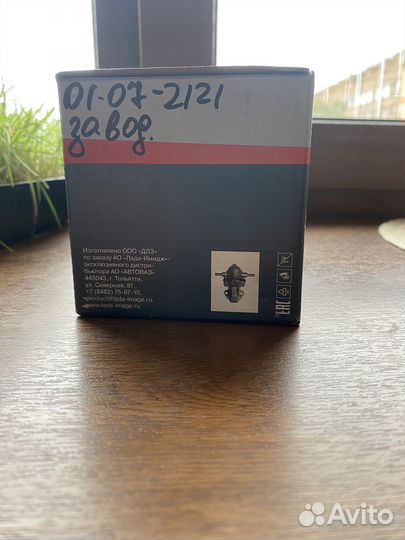 01-07-2121
завод.
Изготовлено ООО «ДЛЗ»
по заказу АО «Лада-Имидж»-
эксклюзивного дистри-
бьютора АО «АВТОВАЗ»
445043, г. Тольятти,
ул. Северная, 81,
+7 (8482) 75-97-10,
product@lada-image.ru,
www.lada-image.ru
EAC
Avito